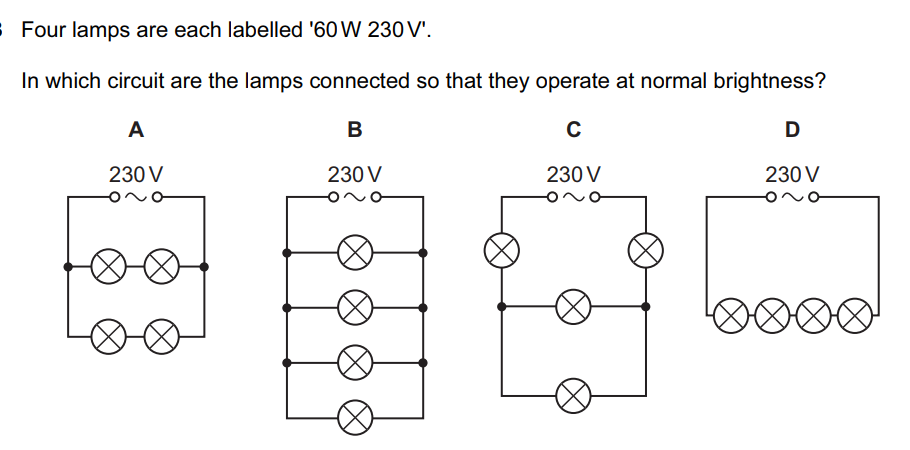 Four lamps are each labelled '60 W 230 V'.
In which circuit are the lamps connected so that they operate at normal brightness?
A B C D
230 V 230 V 230 V 230 V